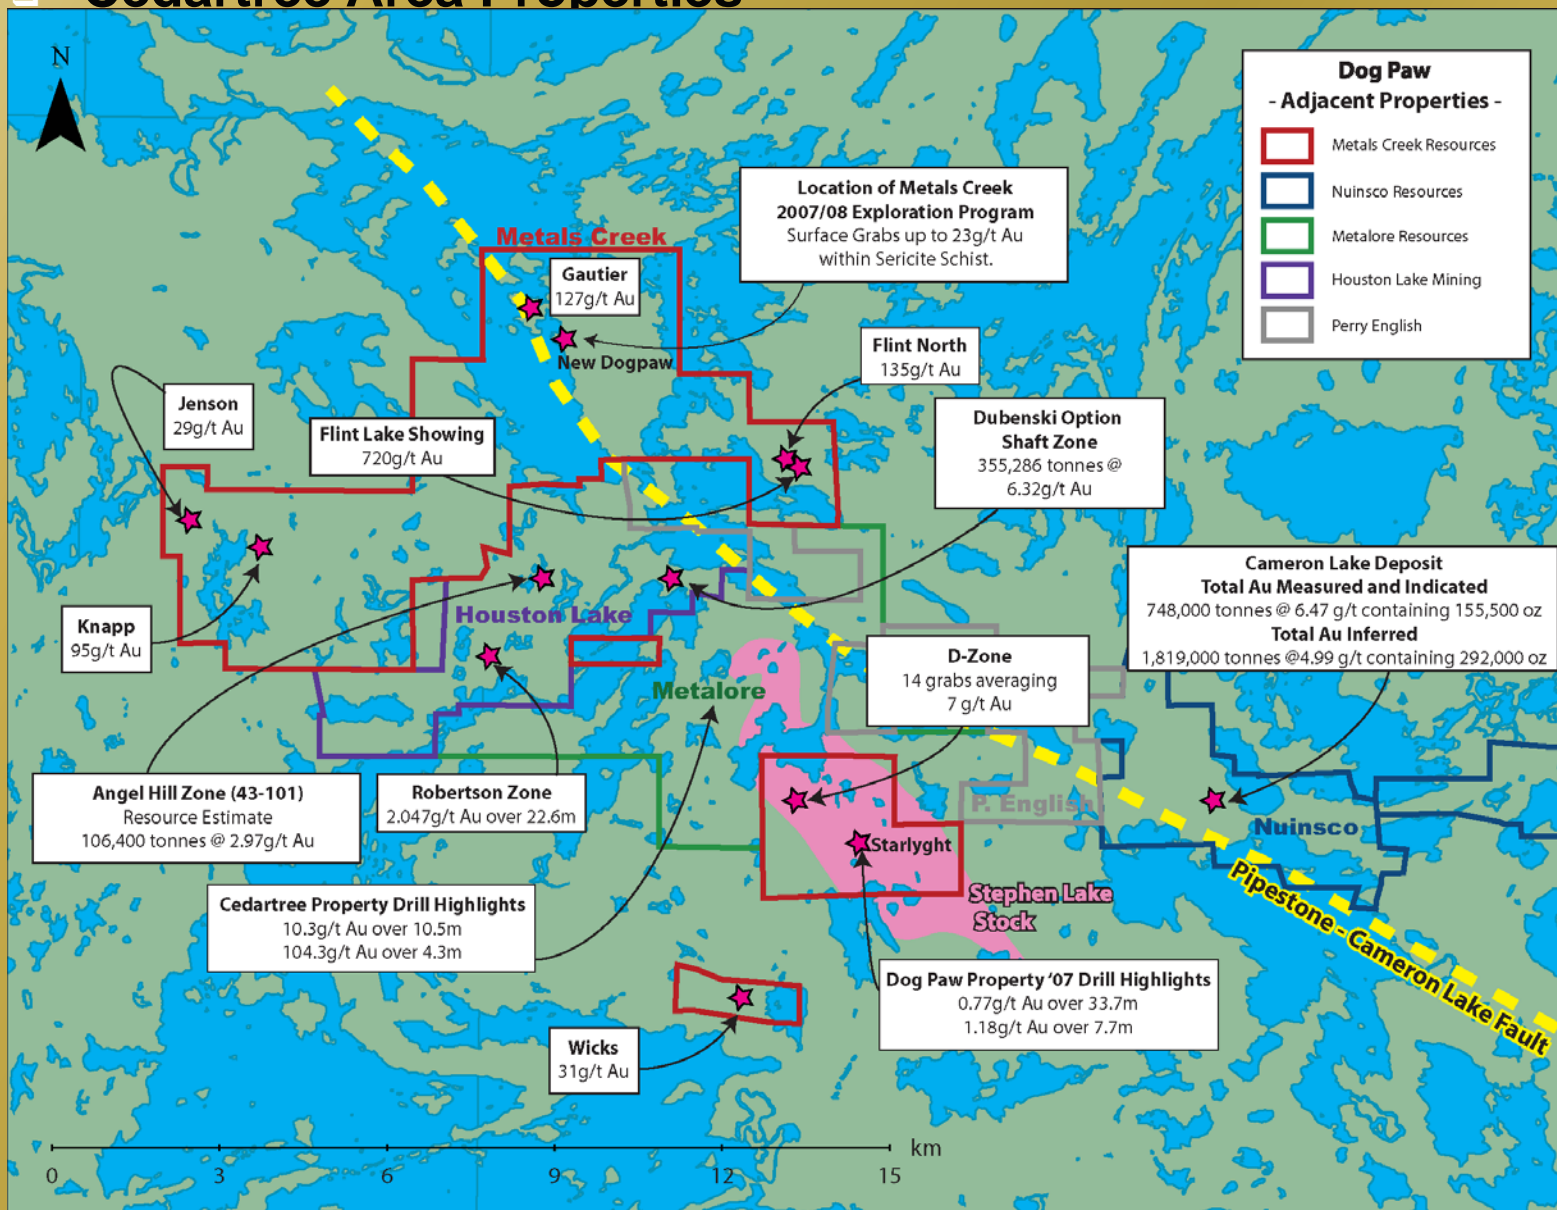 Cedartree Area Properties
N
Dog Paw
- Adjacent Properties -
Metals Creek Resources
Nuinsco Resources
Metalore Resources
Houston Lake Mining
Perry English
Location of Metals Creek
2007/08 Exploration Program
Surface Grabs up to 23g/t Au
within Sericite Schist.
Metals Creek
Gautier
127g/t Au
New Dogpaw
Flint North
135g/t Au
Jenson
29g/t Au
Flint Lake Showing
720g/t Au
Dubenski Option
Shaft Zone
355,286 tonnes @
6.32g/t Au
Cameron Lake Deposit
Total Au Measured and Indicated
748,000 tonnes @ 6.47 g/t containing 155,500 oz
Total Au Inferred
1,819,000 tonnes @4.99 g/t containing 292,000 oz
Knapp
95g/t Au
Houston Lake
D-Zone
14 grabs averaging
7 g/t Au
Metalore
Angel Hill Zone (43-101)
Resource Estimate
106,400 tonnes @ 2.97g/t Au
Robertson Zone
2.047g/t Au over 22.6m
P. English
Nuinsco
Starlyght
Pipestone - Cameron Lake Fault
Stephen Lake
Stock
Cedartree Property Drill Highlights
10.3g/t Au over 10.5m
104.3g/t Au over 4.3m
Dog Paw Property '07 Drill Highlights
0.77g/t Au over 33.7m
1.18g/t Au over 7.7m
Wicks
31g/t Au
km
0 3 6 9 12 15